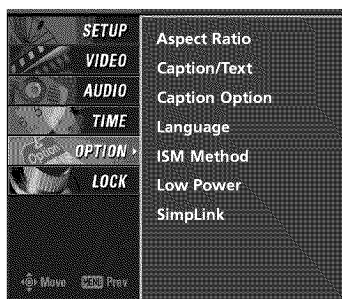 SETUP
VIDEO
AUDIO
TIME
OPTION
LOCK
Aspect Ratio
Caption/Text
Caption Option
Language
ISM Method
Low Power
SimpLink
Option
Move MENU Prev